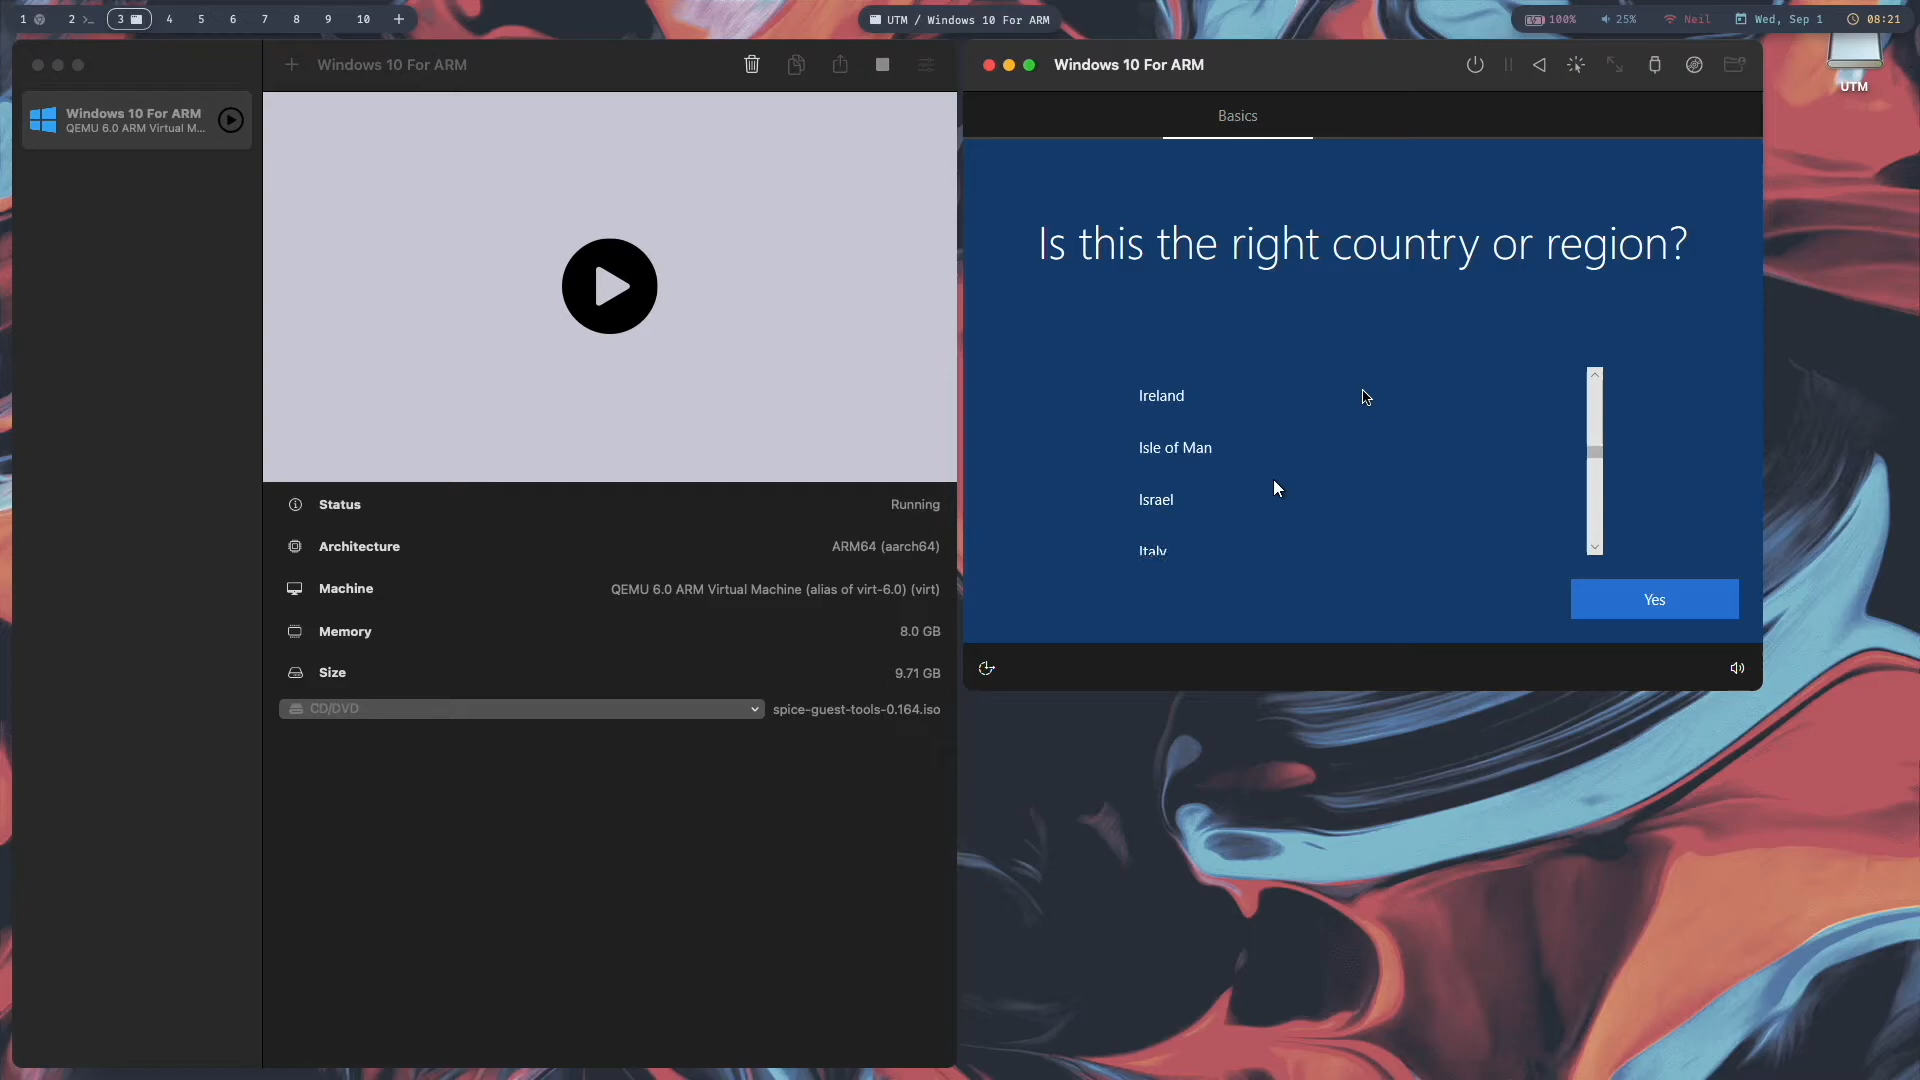 1 2 3 4 5 6 7 8 9 10 +
UTM / Windows 10 For ARM
100% 25% Neil Wed, Sep 1 08:21
Windows 10 For ARM
QEMU 6.0 ARM Virtual M...
Windows 10 For ARM
Status Running
Architecture ARM64 (aarch64)
Machine QEMU 6.0 ARM Virtual Machine (alias of virt-6.0) (virt)
Memory 8.0 GB
Size 9.71 GB
CD/DVD spice-guest-tools-0.164.iso
Windows 10 For ARM
Basics
Is this the right country or region?
Ireland
Isle of Man
Israel
Italy
Yes
UTM